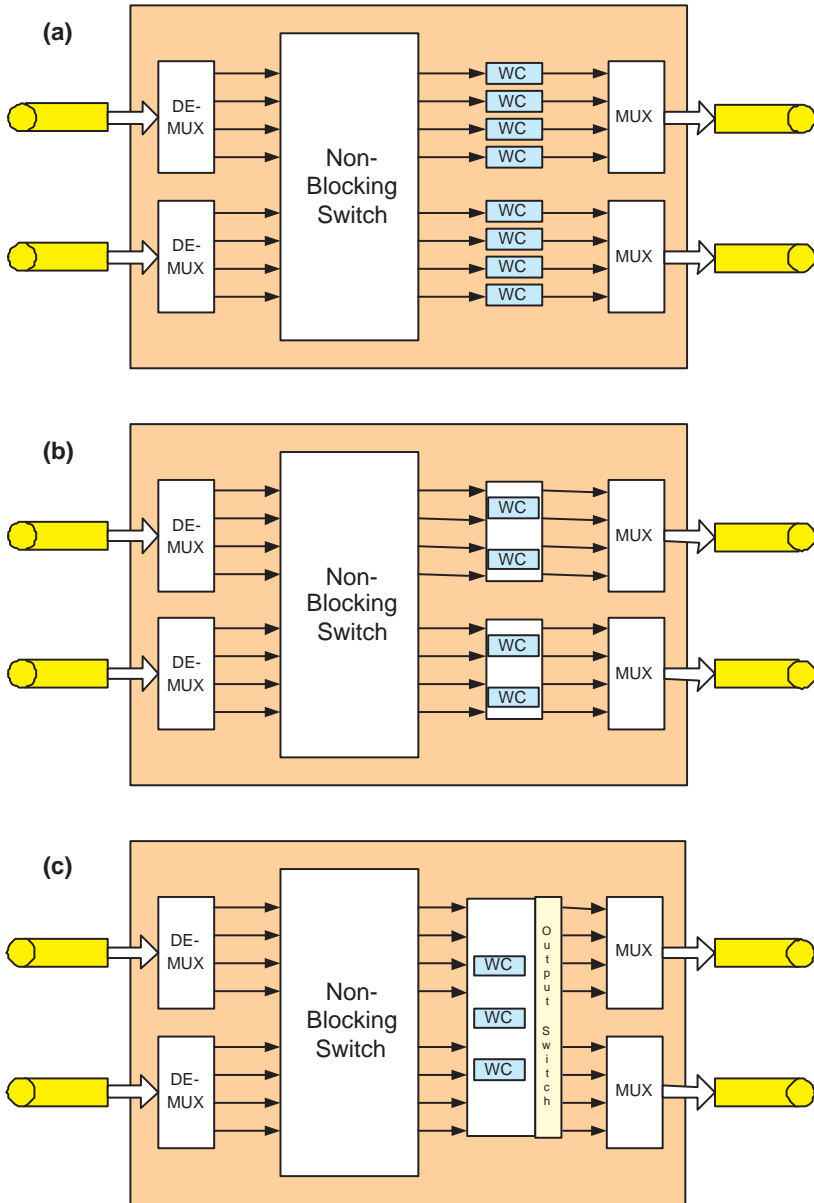 (a)
DE-
MUX
DE-
MUX
Non-
Blocking
Switch
WC
WC
WC
WC
WC
WC
WC
WC
MUX
MUX
(b)
DE-
MUX
DE-
MUX
Non-
Blocking
Switch
WC
WC
WC
WC
MUX
MUX
(c)
DE-
MUX
DE-
MUX
Non-
Blocking
Switch
WC
WC
WC
Output Switch
MUX
MUX